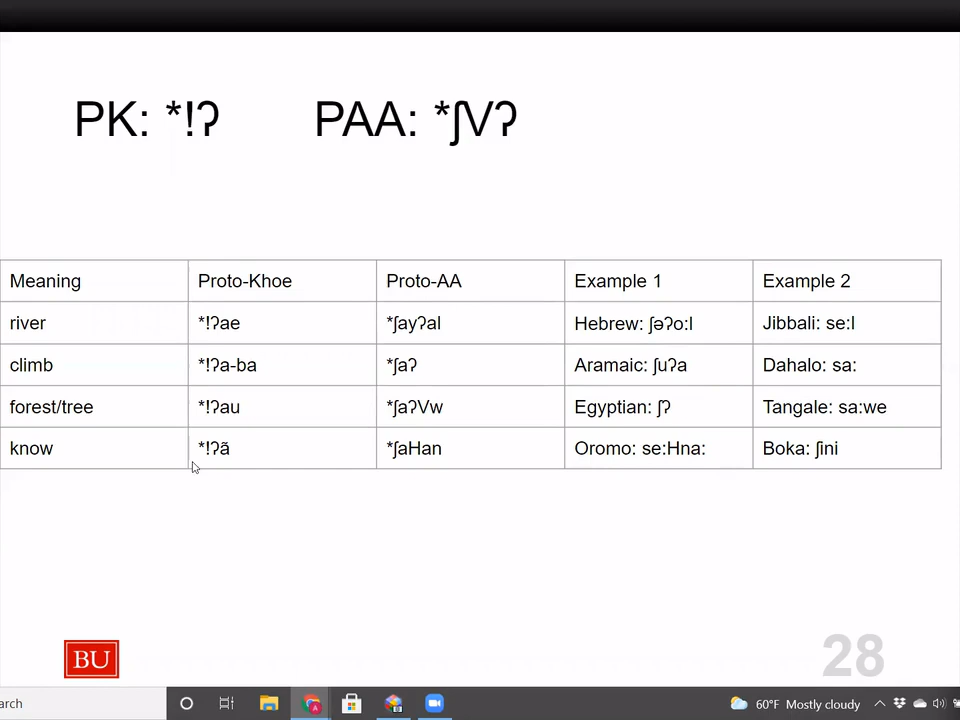 PK: *!ʔ PAA: *ʃVʔ
Meaning Proto-Khoe Proto-AA Example 1 Example 2
river *!ʔae *ʃayʔal Hebrew: ʃəʔo:l Jibbali: se:l
climb *!ʔa-ba *ʃaʔ Aramaic: ʃuʔa Dahalo: sa:
forest/tree *!ʔau *ʃaʔVw Egyptian: ʃʔ Tangale: sa:we
know *!ʔã *ʃaHan Oromo: se:Hna: Boka: ʃini
BU
28
arch 60°F Mostly cloudy